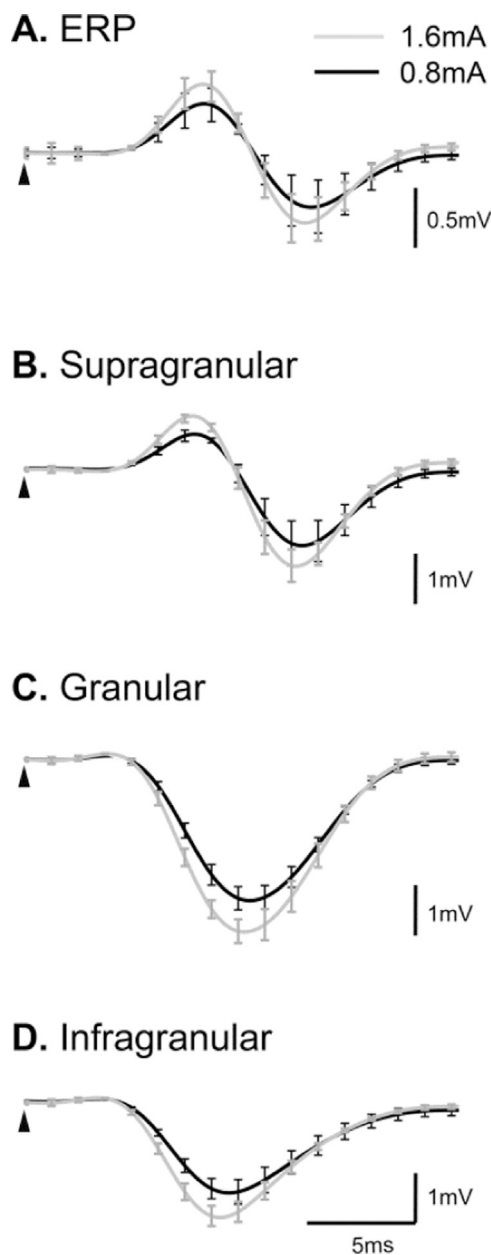 A. ERP
1.6mA
0.8mA
0.5mV
B. Supragranular
1mV
C. Granular
1mV
D. Infragranular
1mV
5ms